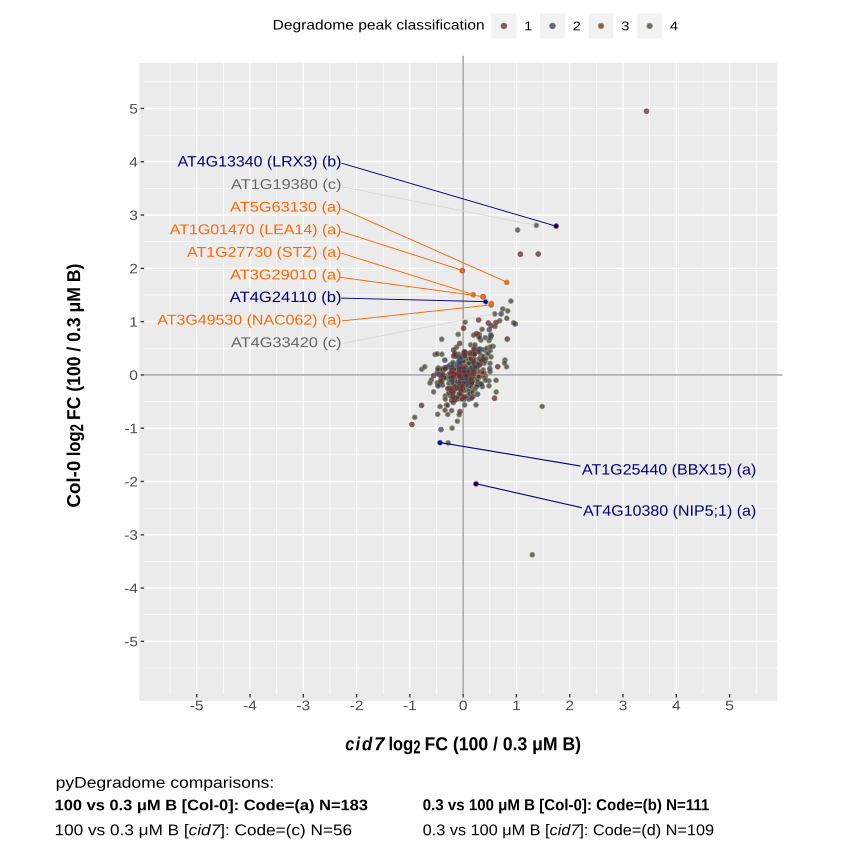 Degradome peak classification 1 2 3 4
Col-0 log2 FC (100 / 0.3 µM B)
5
4
3
2
1
0
-1
-2
-3
-4
-5
AT4G13340 (LRX3) (b)
AT1G19380 (c)
AT5G63130 (a)
AT1G01470 (LEA14) (a)
AT1G27730 (STZ) (a)
AT3G29010 (a)
AT4G24110 (b)
AT3G49530 (NAC062) (a)
AT4G33420 (c)
AT1G25440 (BBX15) (a)
AT4G10380 (NIP5;1) (a)
-5 -4 -3 -2 -1 0 1 2 3 4 5
cid7 log2 FC (100 / 0.3 µM B)
pyDegradome comparisons:
100 vs 0.3 µM B [Col-0]: Code=(a) N=183 0.3 vs 100 µM B [Col-0]: Code=(b) N=111
100 vs 0.3 µM B [cid7]: Code=(c) N=56 0.3 vs 100 µM B [cid7]: Code=(d) N=109